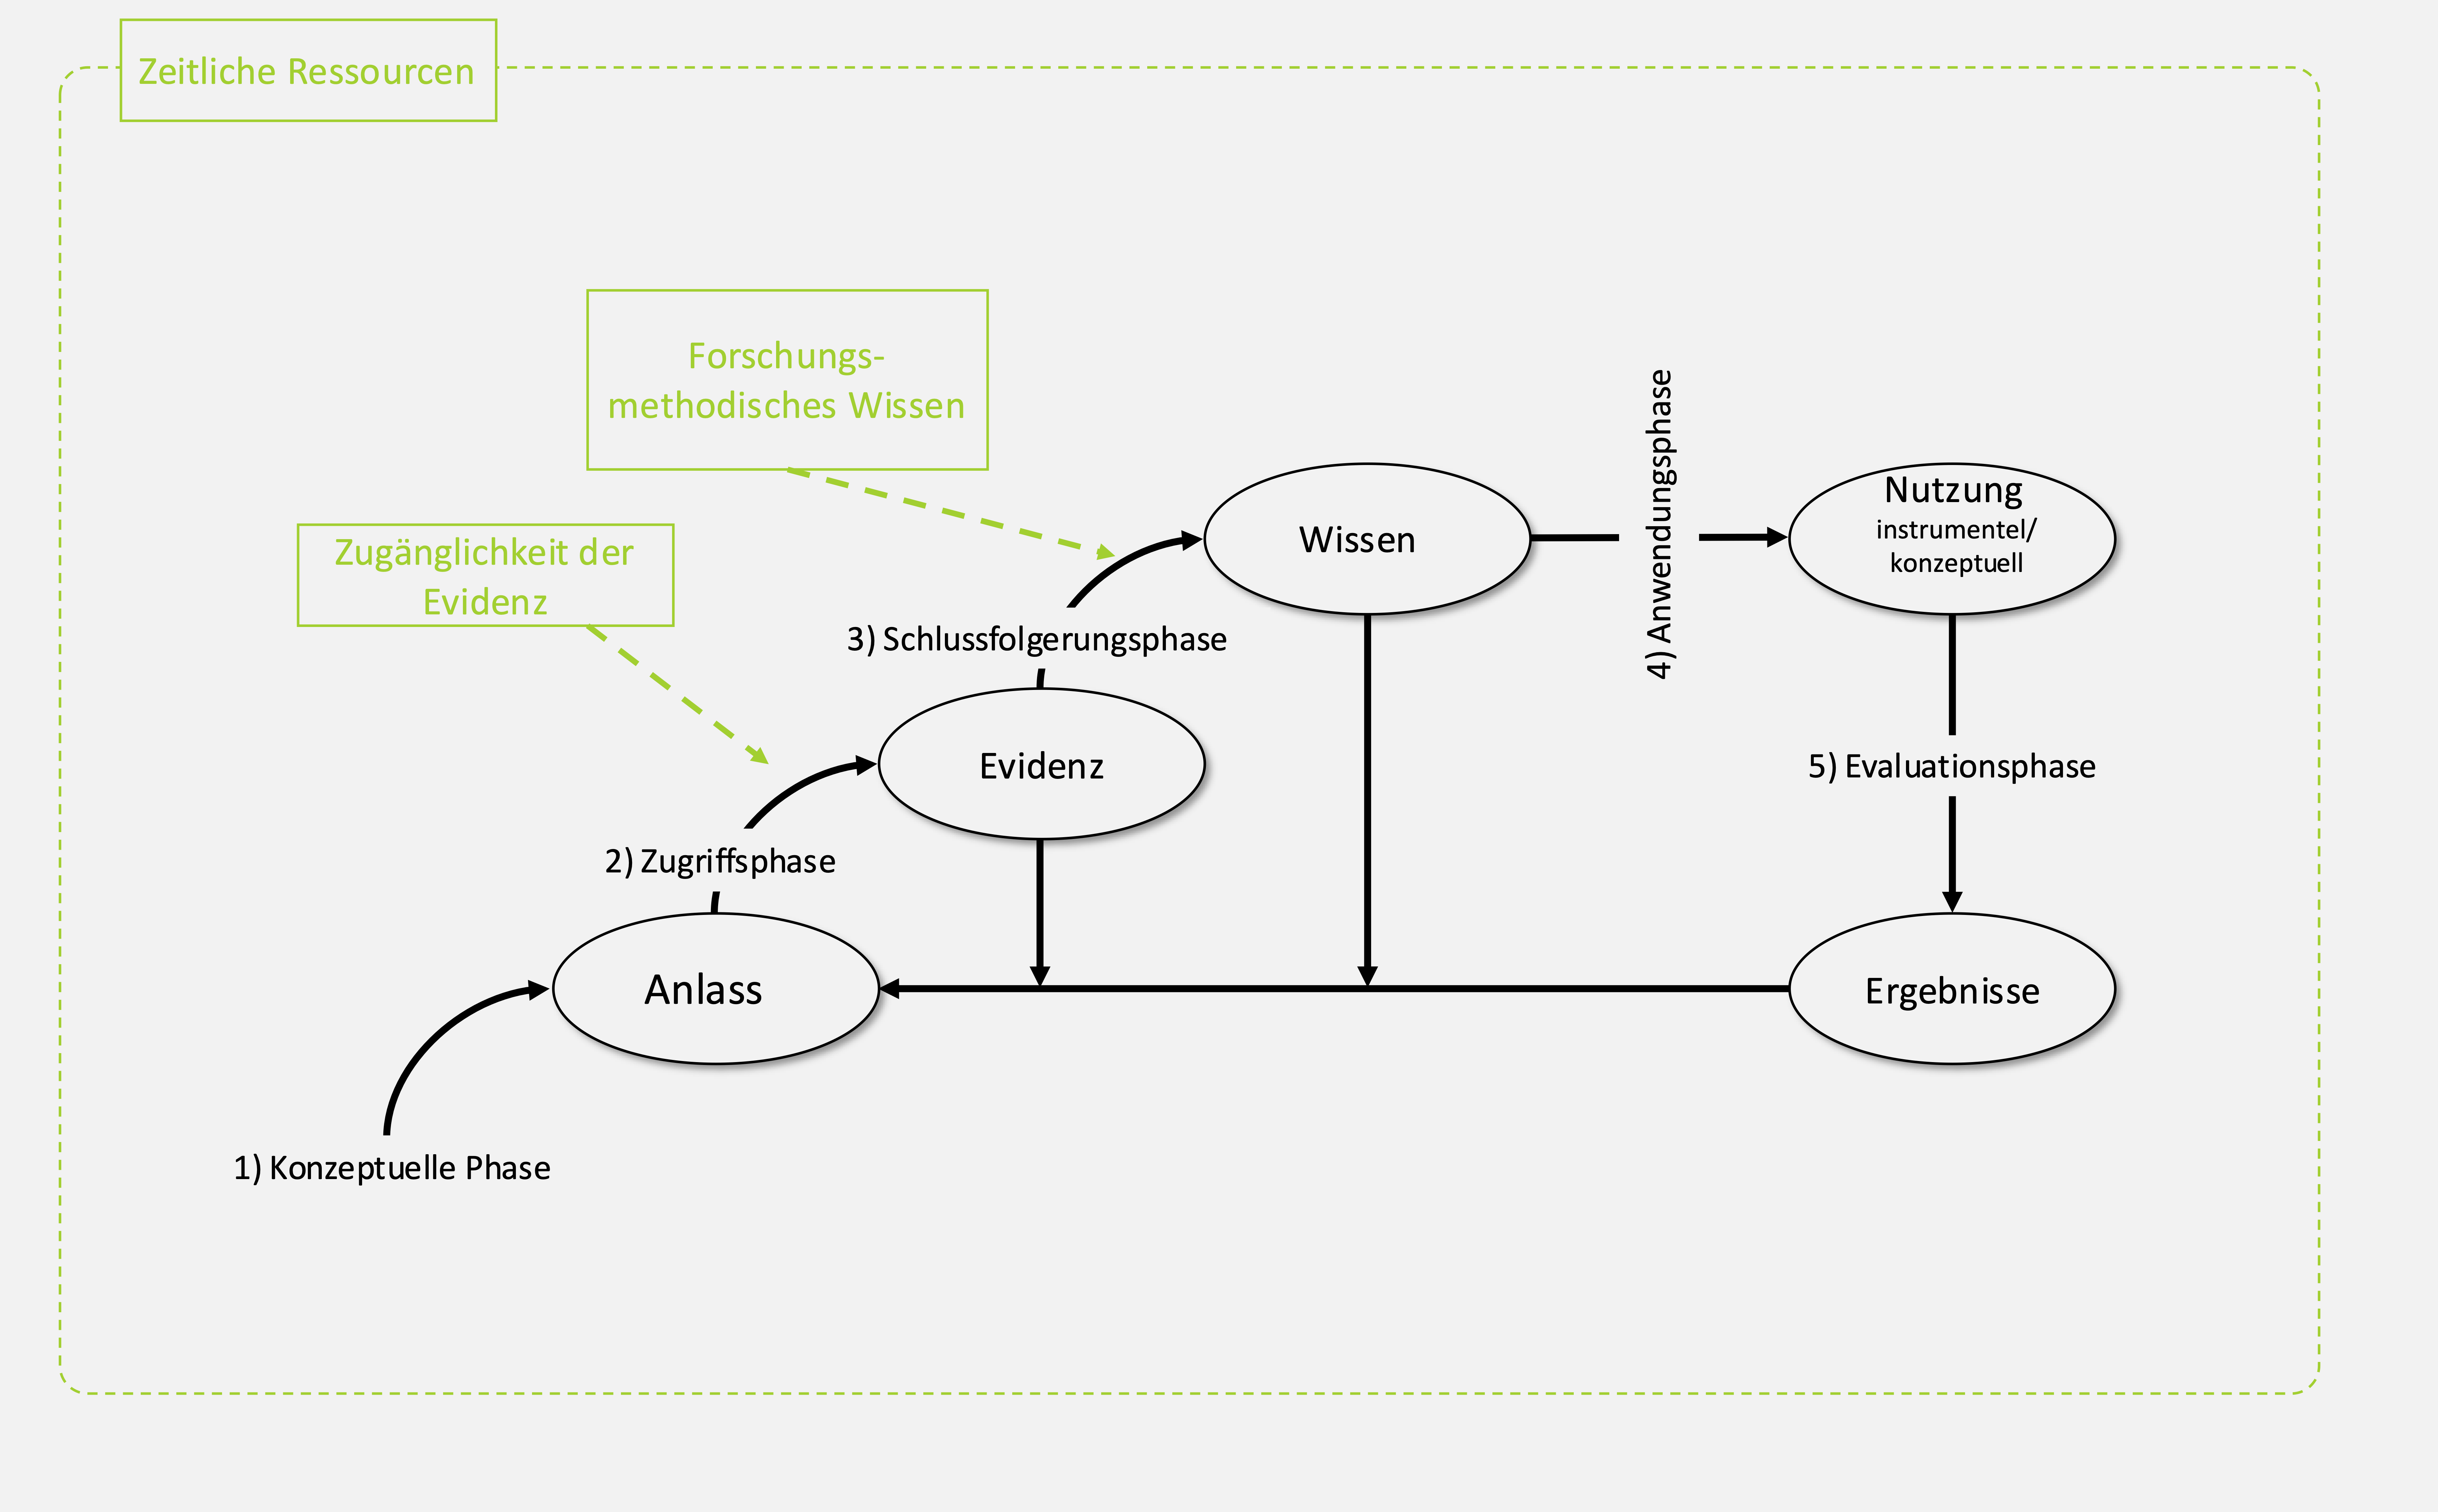 Zeitliche Ressourcen
Forschungs-
methodisches Wissen
Zugänglichkeit der
Evidenz
4) Anwendungsphase
Wissen
Nutzung
instrumentel/
konzeptuell
3) Schlussfolgerungsphase
Evidenz
5) Evaluationsphase
2) Zugriffsphase
Anlass
Ergebnisse
1) Konzeptuelle Phase